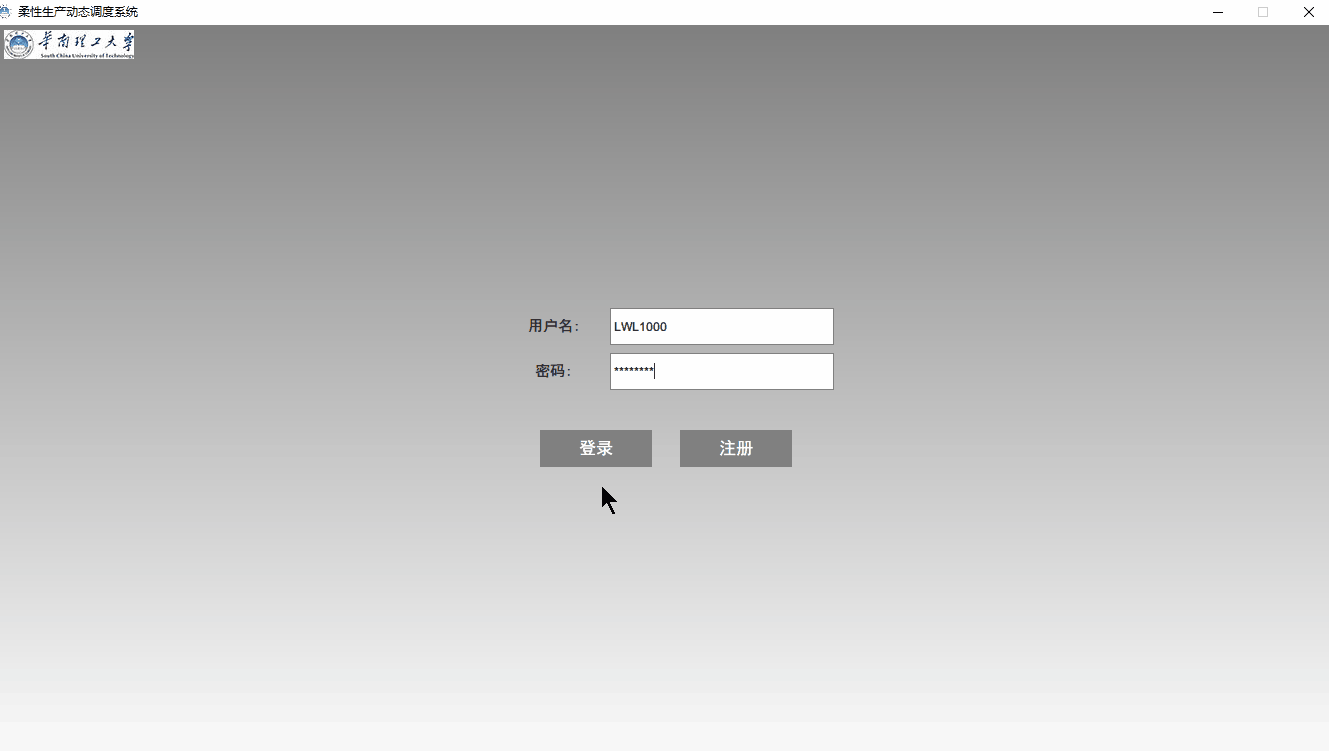 柔性生产动态调度系统
华南理工大学
South China University of Technology
用户名：
LWL1000
密码：
********
登录
注册